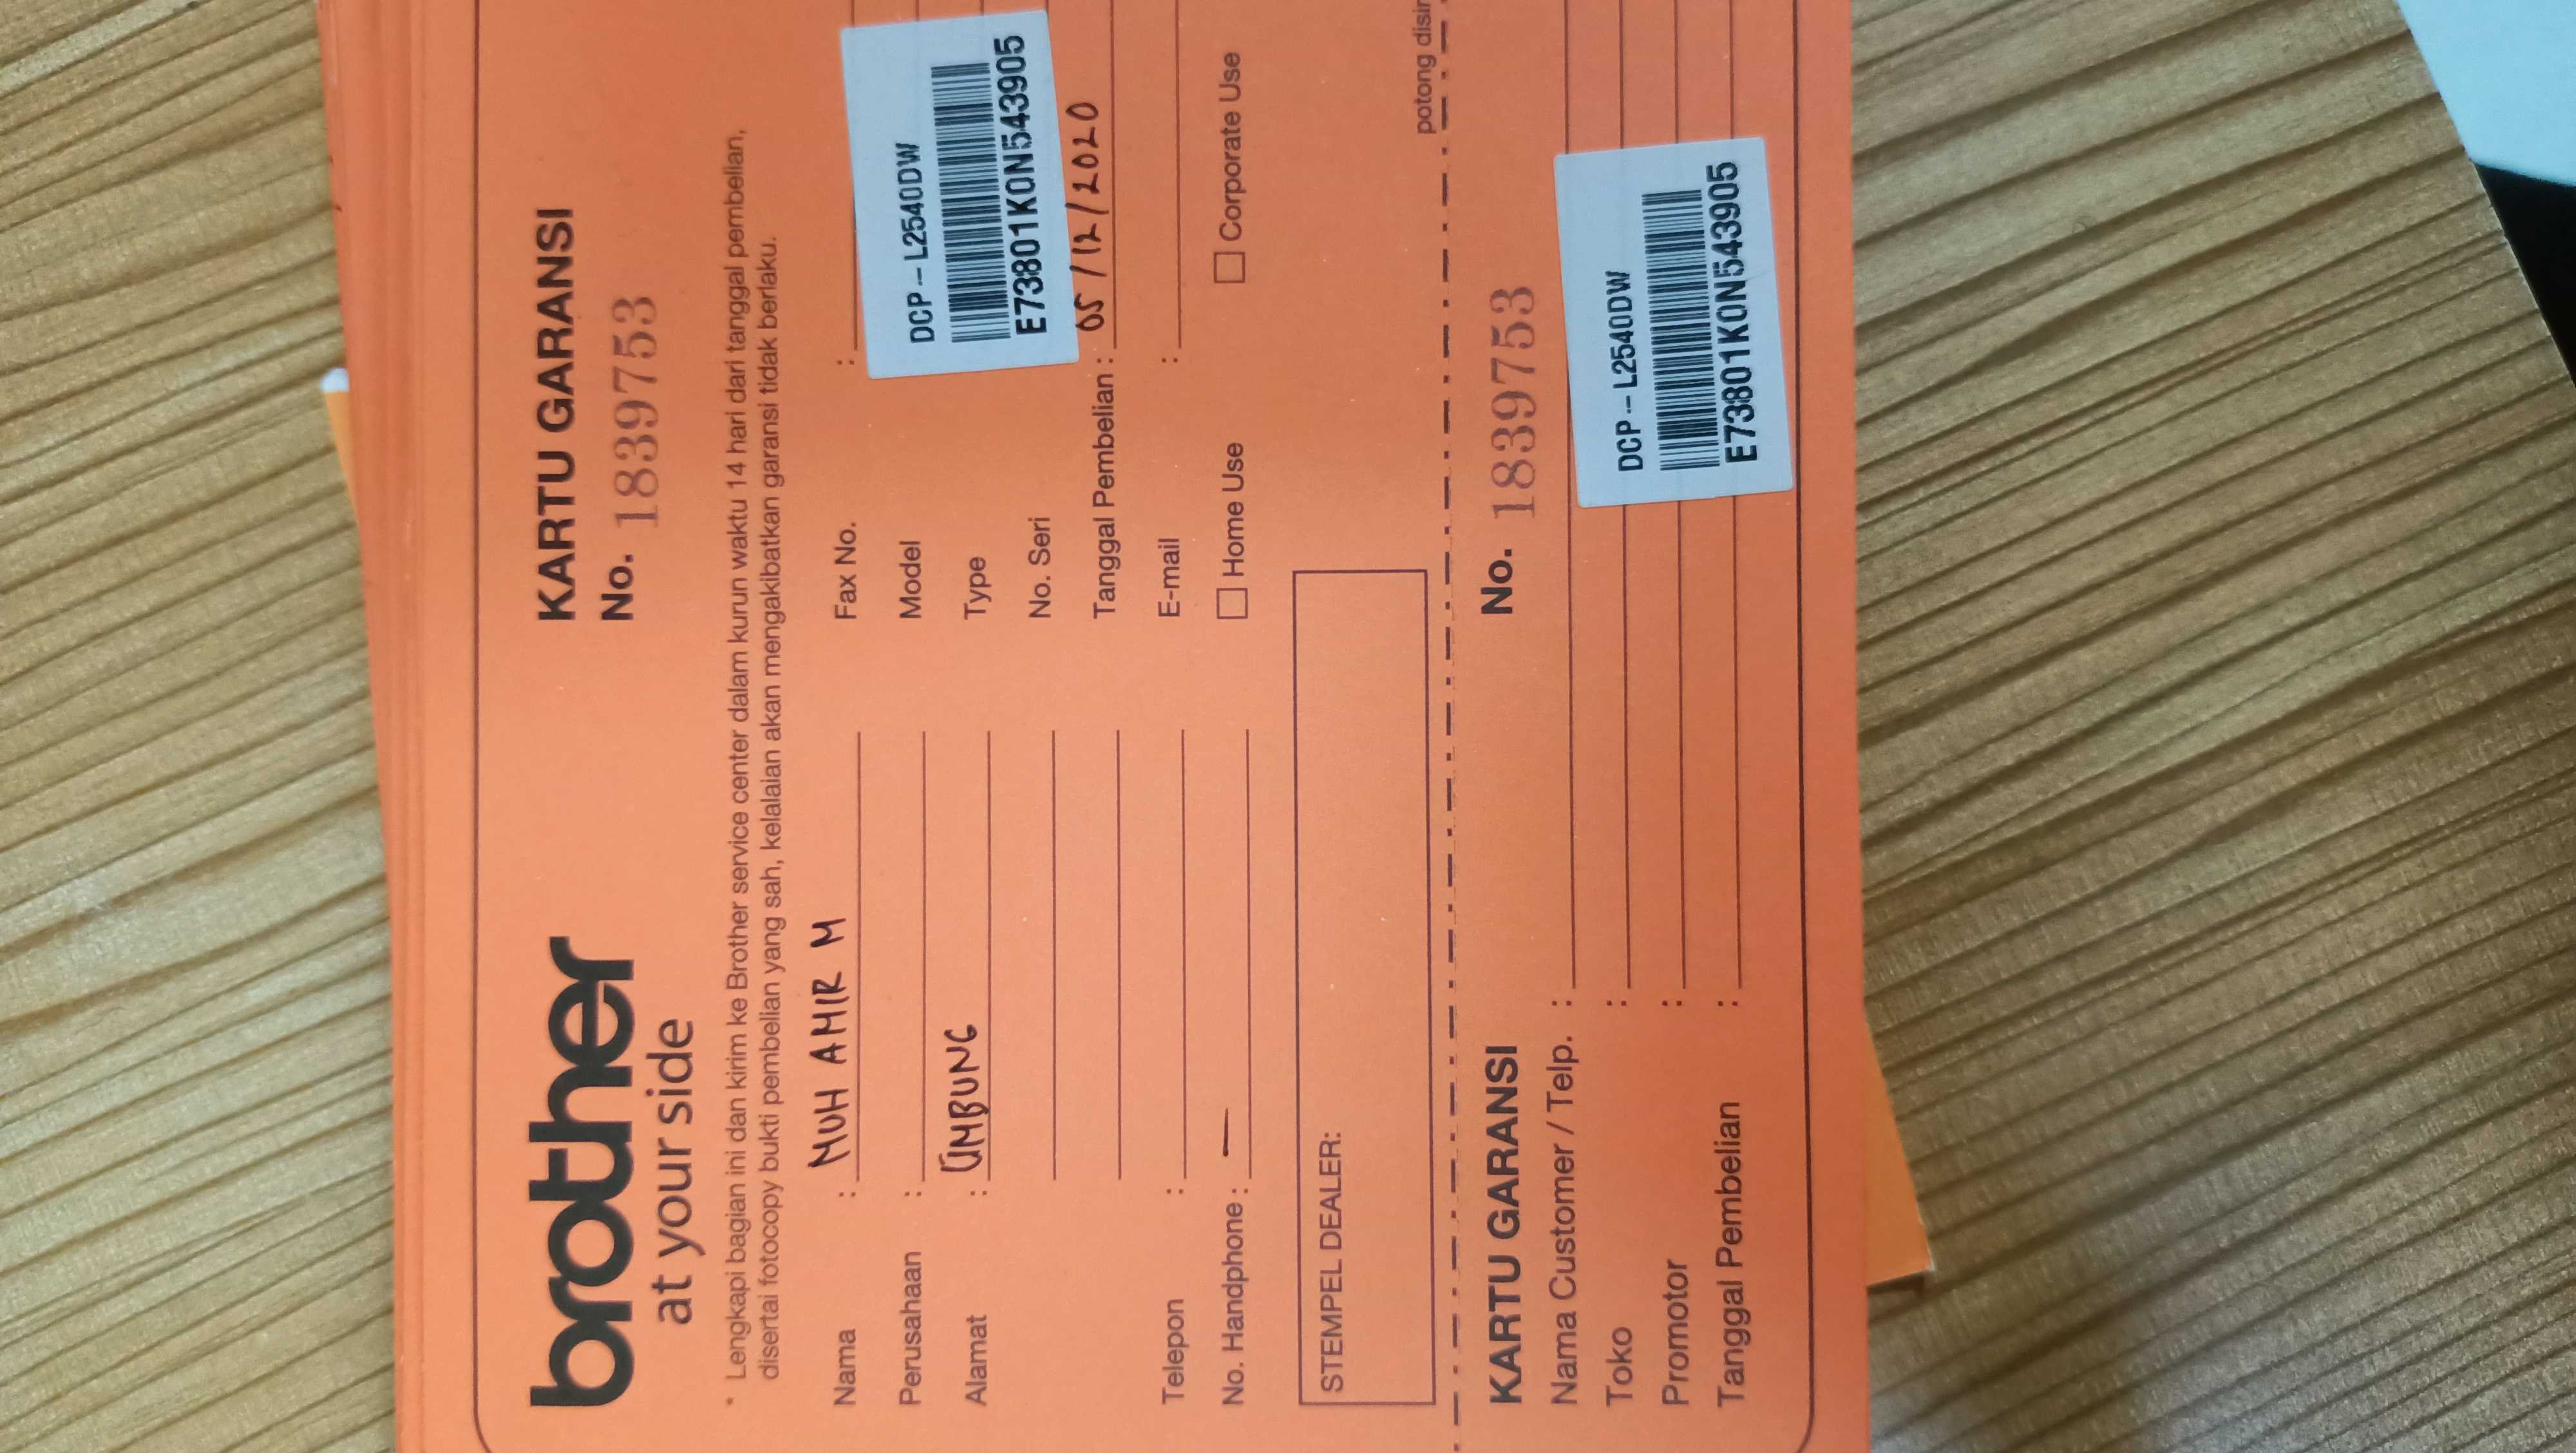 brother
at your side
KARTU GARANSI
No. 1839753
* Lengkapi bagian ini dan kirim ke Brother service center dalam kurun waktu 14 hari dari tanggal pembelian,
disertai fotocopy bukti pembelian yang sah, kelalaian akan mengakibatkan garansi tidak berlaku.
Nama : MUH AMIR M
Perusahaan :
Alamat : UMBUNG
Telepon :
No. Handphone : —
Fax No. :
Model
Type
No. Seri
DCP-L2540DW
E73801K0N543905
Tanggal Pembelian : 05/12/2020
E-mail :
☐ Home Use ☐ Corporate Use
STEMPEL DEALER:
potong disin
KARTU GARANSI No. 1839753
Nama Customer / Telp. :
Toko :
Promotor :
Tanggal Pembelian :
DCP-L2540DW
E73801K0N543905